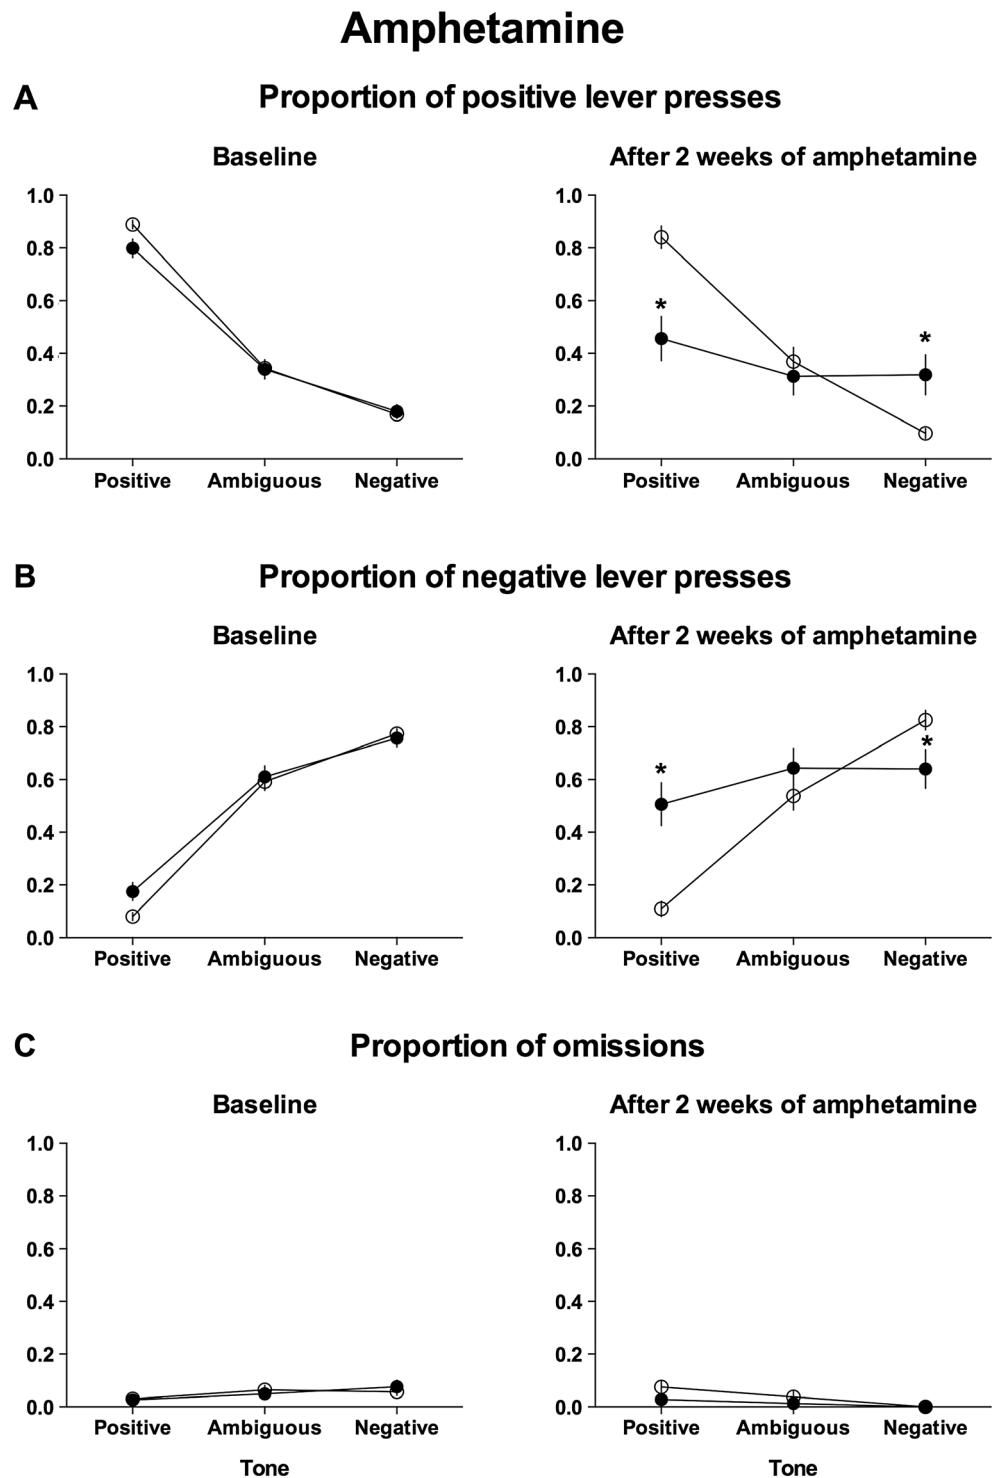 Amphetamine
A Proportion of positive lever presses
Baseline After 2 weeks of amphetamine
1.0 1.0
0.8 0.8
0.6 0.6
* *
0.4 0.4
0.2 0.2
0.0 0.0
Positive Ambiguous Negative Positive Ambiguous Negative
B Proportion of negative lever presses
Baseline After 2 weeks of amphetamine
1.0 1.0
0.8 0.8
* *
0.6 0.6
0.4 0.4
0.2 0.2
0.0 0.0
Positive Ambiguous Negative Positive Ambiguous Negative
C Proportion of omissions
Baseline After 2 weeks of amphetamine
1.0 1.0
0.8 0.8
0.6 0.6
0.4 0.4
0.2 0.2
0.0 0.0
Positive Ambiguous Negative Positive Ambiguous Negative
Tone Tone